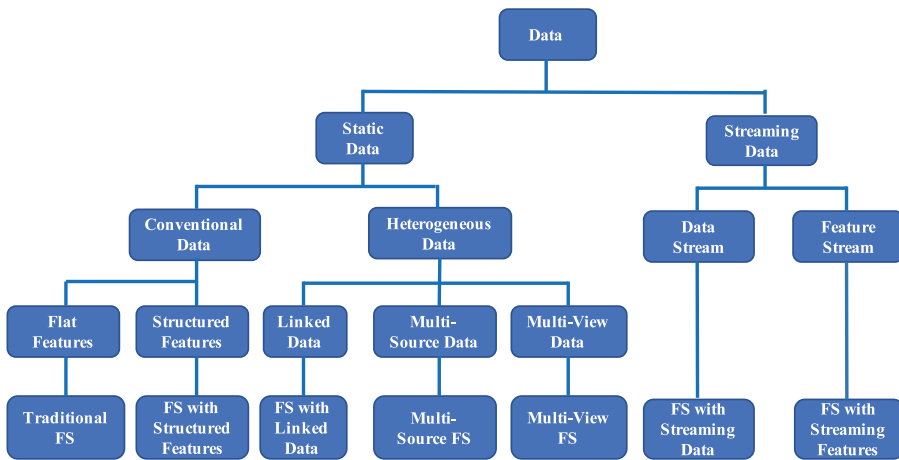 Data
Static
Data
Streaming
Data
Conventional
Data
Heterogeneous
Data
Data
Stream
Feature
Stream
Flat
Features
Structured
Features
Linked
Data
Multi-
Source Data
Multi-View
Data
Traditional
FS
FS with
Structured
Features
FS with
Linked
Data
Multi-
Source FS
Multi-View
FS
FS with
Streaming
Data
FS with
Streaming
Features